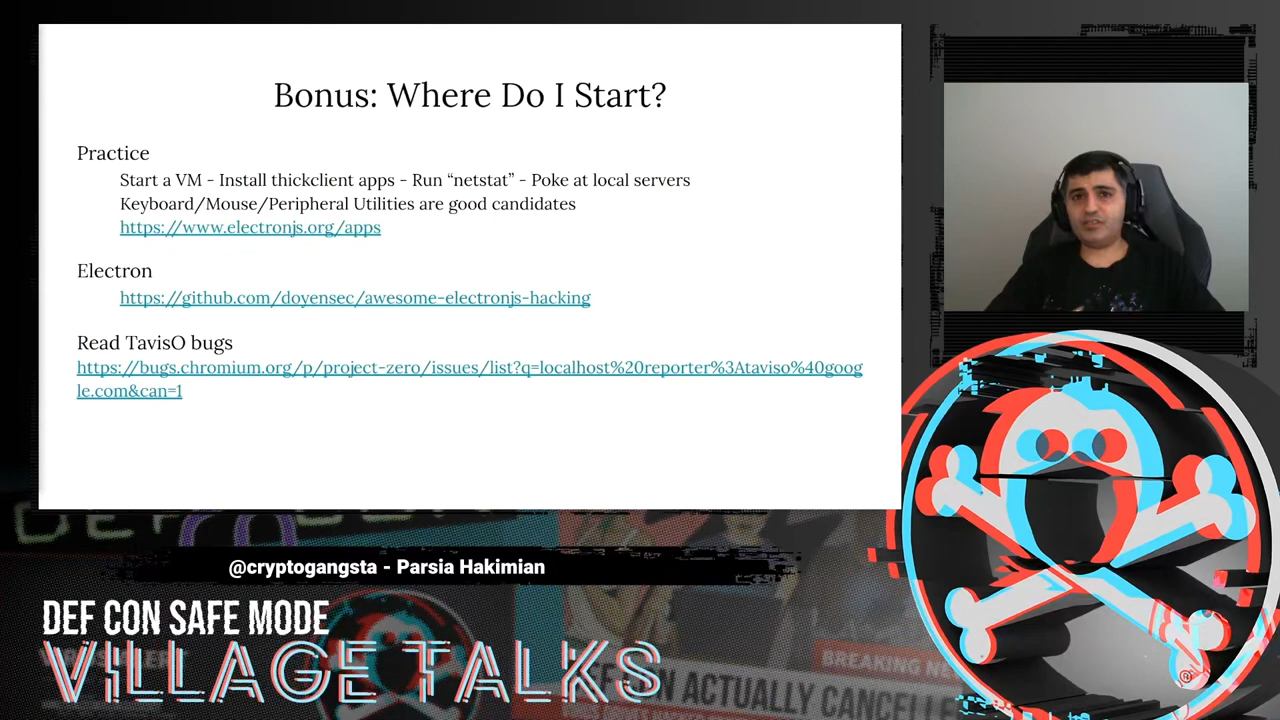 Bonus: Where Do I Start?
Practice
Start a VM - Install thickclient apps - Run “netstat” - Poke at local servers
Keyboard/Mouse/Peripheral Utilities are good candidates
https://www.electronjs.org/apps
Electron
https://github.com/doyensec/awesome-electronjs-hacking
Read TavisO bugs
https://bugs.chromium.org/p/project-zero/issues/list?q=localhost%20reporter%3Ataviso%40goog
le.com&can=1
@cryptogangsta - Parsia Hakimian
DEF CON SAFE MODE
VILLAGE TALKS
BREAKING NE
ACTUALLY CANCELLE
®